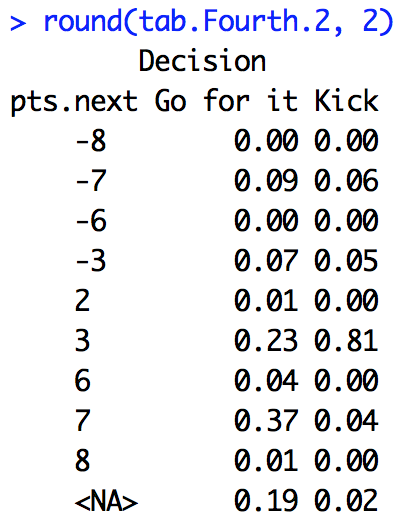 > round(tab.Fourth.2, 2)
Decision
pts.next Go for it Kick
-8 0.00 0.00
-7 0.09 0.06
-6 0.00 0.00
-3 0.07 0.05
2 0.01 0.00
3 0.23 0.81
6 0.04 0.00
7 0.37 0.04
8 0.01 0.00
<NA> 0.19 0.02